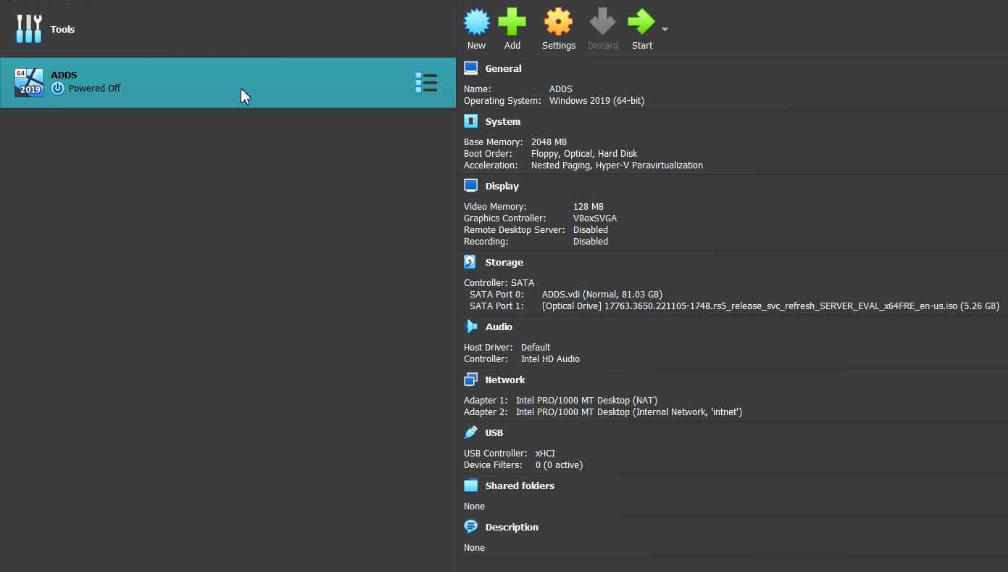 Tools
64
2019
ADDS
Powered Off
New Add Settings Discard Start
General
Name: ADDS
Operating System: Windows 2019 (64-bit)
System
Base Memory: 2048 MB
Boot Order: Floppy, Optical, Hard Disk
Acceleration: Nested Paging, Hyper-V Paravirtualization
Display
Video Memory: 128 MB
Graphics Controller: VBoxSVGA
Remote Desktop Server: Disabled
Recording: Disabled
Storage
Controller: SATA
SATA Port 0: ADDS.vdi (Normal, 81.03 GB)
SATA Port 1: [Optical Drive] 17763.3650.221105-1748.rs5_release_svc_refresh_SERVER_EVAL_x64FRE_en-us.iso (5.26 GB)
Audio
Host Driver: Default
Controller: Intel HD Audio
Network
Adapter 1: Intel PRO/1000 MT Desktop (NAT)
Adapter 2: Intel PRO/1000 MT Desktop (Internal Network, 'intnet')
USB
USB Controller: xHCI
Device Filters: 0 (0 active)
Shared folders
None
Description
None